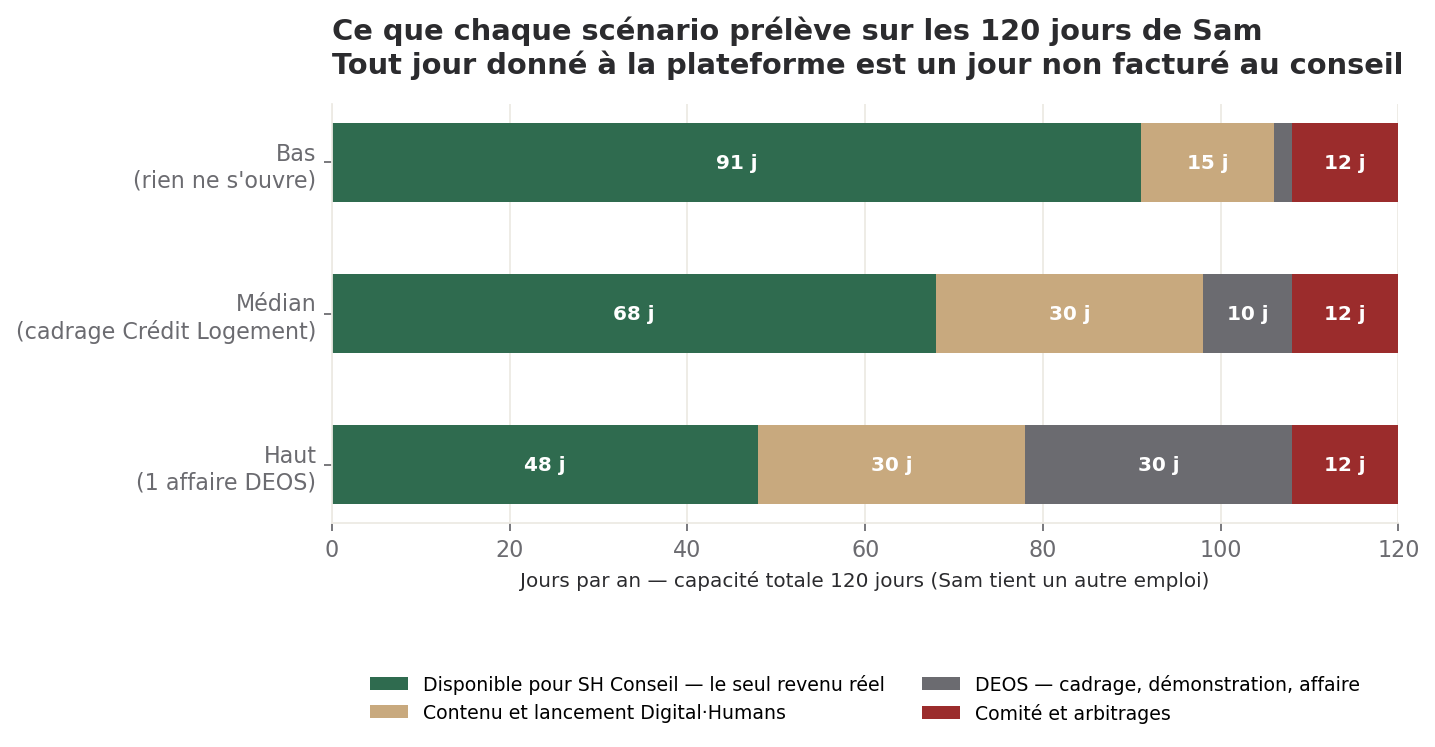 Ce que chaque scénario prélève sur les 120 jours de Sam
Tout jour donné à la plateforme est un jour non facturé au conseil
Bas
(rien ne s'ouvre)
91 j
15 j
12 j
Médian
(cadrage Crédit Logement)
68 j
30 j
10 j
12 j
Haut
(1 affaire DEOS)
48 j
30 j
30 j
12 j
0 20 40 60 80 100 120
Jours par an — capacité totale 120 jours (Sam tient un autre emploi)
Disponible pour SH Conseil — le seul revenu réel
Contenu et lancement Digital·Humans
DEOS — cadrage, démonstration, affaire
Comité et arbitrages